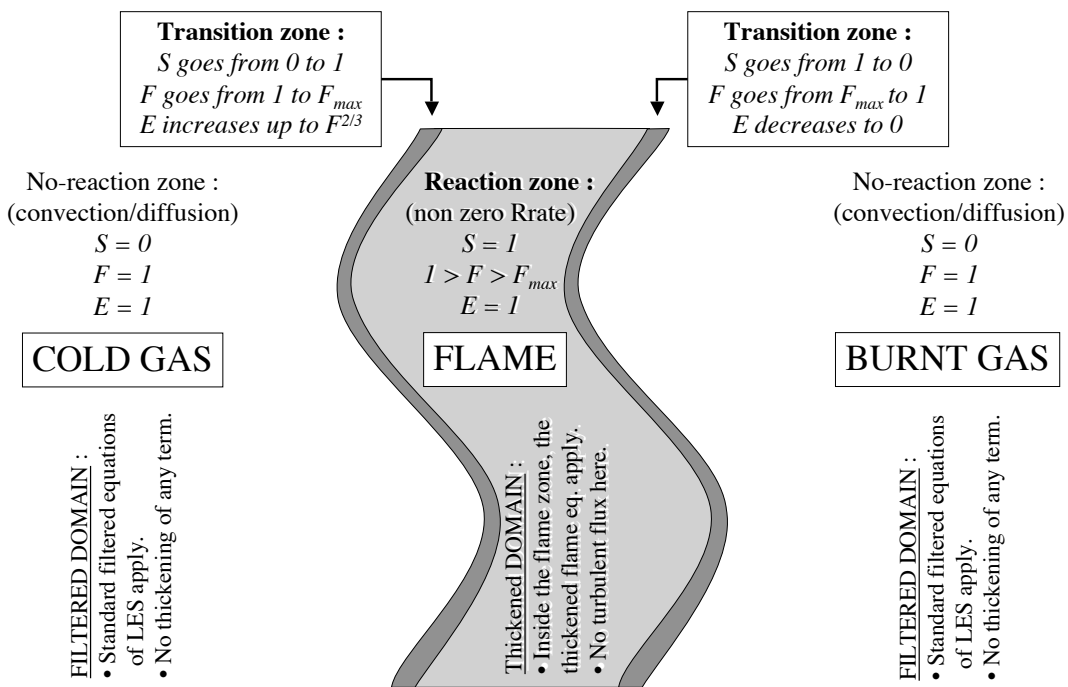 Transition zone :
S goes from 0 to 1
F goes from 1 to Fmax
E increases up to F2/3
Transition zone :
S goes from 1 to 0
F goes from Fmax to 1
E decreases to 0
No-reaction zone :
(convection/diffusion)
S = 0
F = 1
E = 1
COLD GAS
Reaction zone :
(non zero Rrate)
S = 1
1 > F > Fmax
E = 1
FLAME
No-reaction zone :
(convection/diffusion)
S = 0
F = 1
E = 1
BURNT GAS
FILTERED DOMAIN :
• Standard filtered equations
of LES apply.
• No thickening of any term.
Thickened DOMAIN :
• Inside the flame zone, the
thickened flame eq. apply.
• No turbulent flux here.
FILTERED DOMAIN :
• Standard filtered equations
of LES apply.
• No thickening of any term.